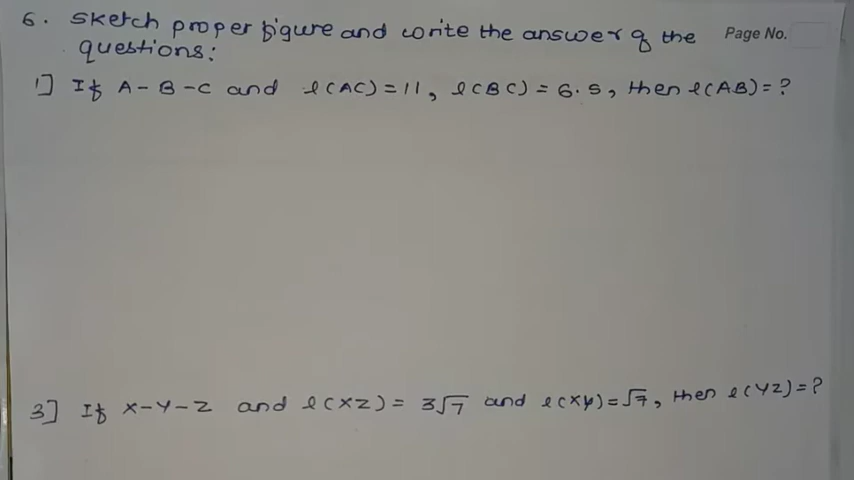 6. Sketch proper figure and write the answer of the Page No.
questions:
1] If A-B-C and l(AC)=11, l(BC)=6.5, then l(AB)=?
3] If X-Y-Z and l(XZ)=3√7 and l(XY)=√7, then l(YZ)=?